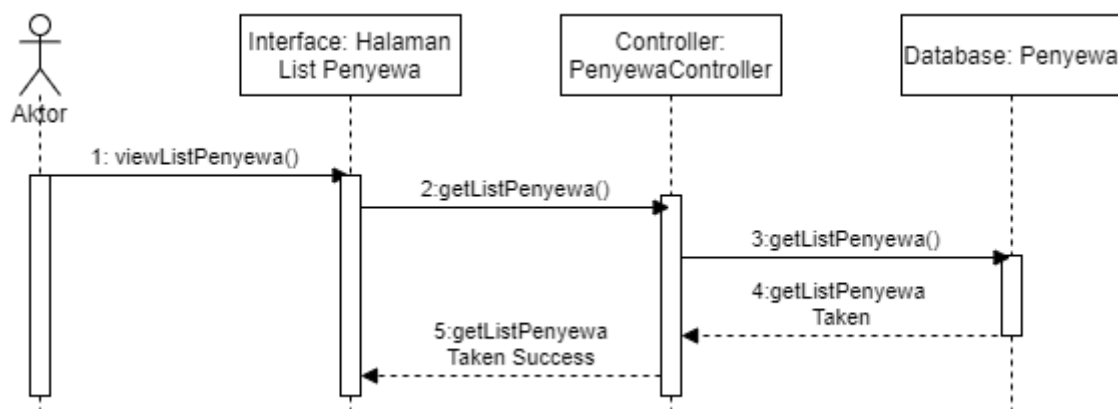 Aktor
Interface: Halaman
List Penyewa
Controller:
PenyewaController
Database: Penyewa
1: viewListPenyewa()
2:getListPenyewa()
3:getListPenyewa()
4:getListPenyewa
Taken
5:getListPenyewa
Taken Success